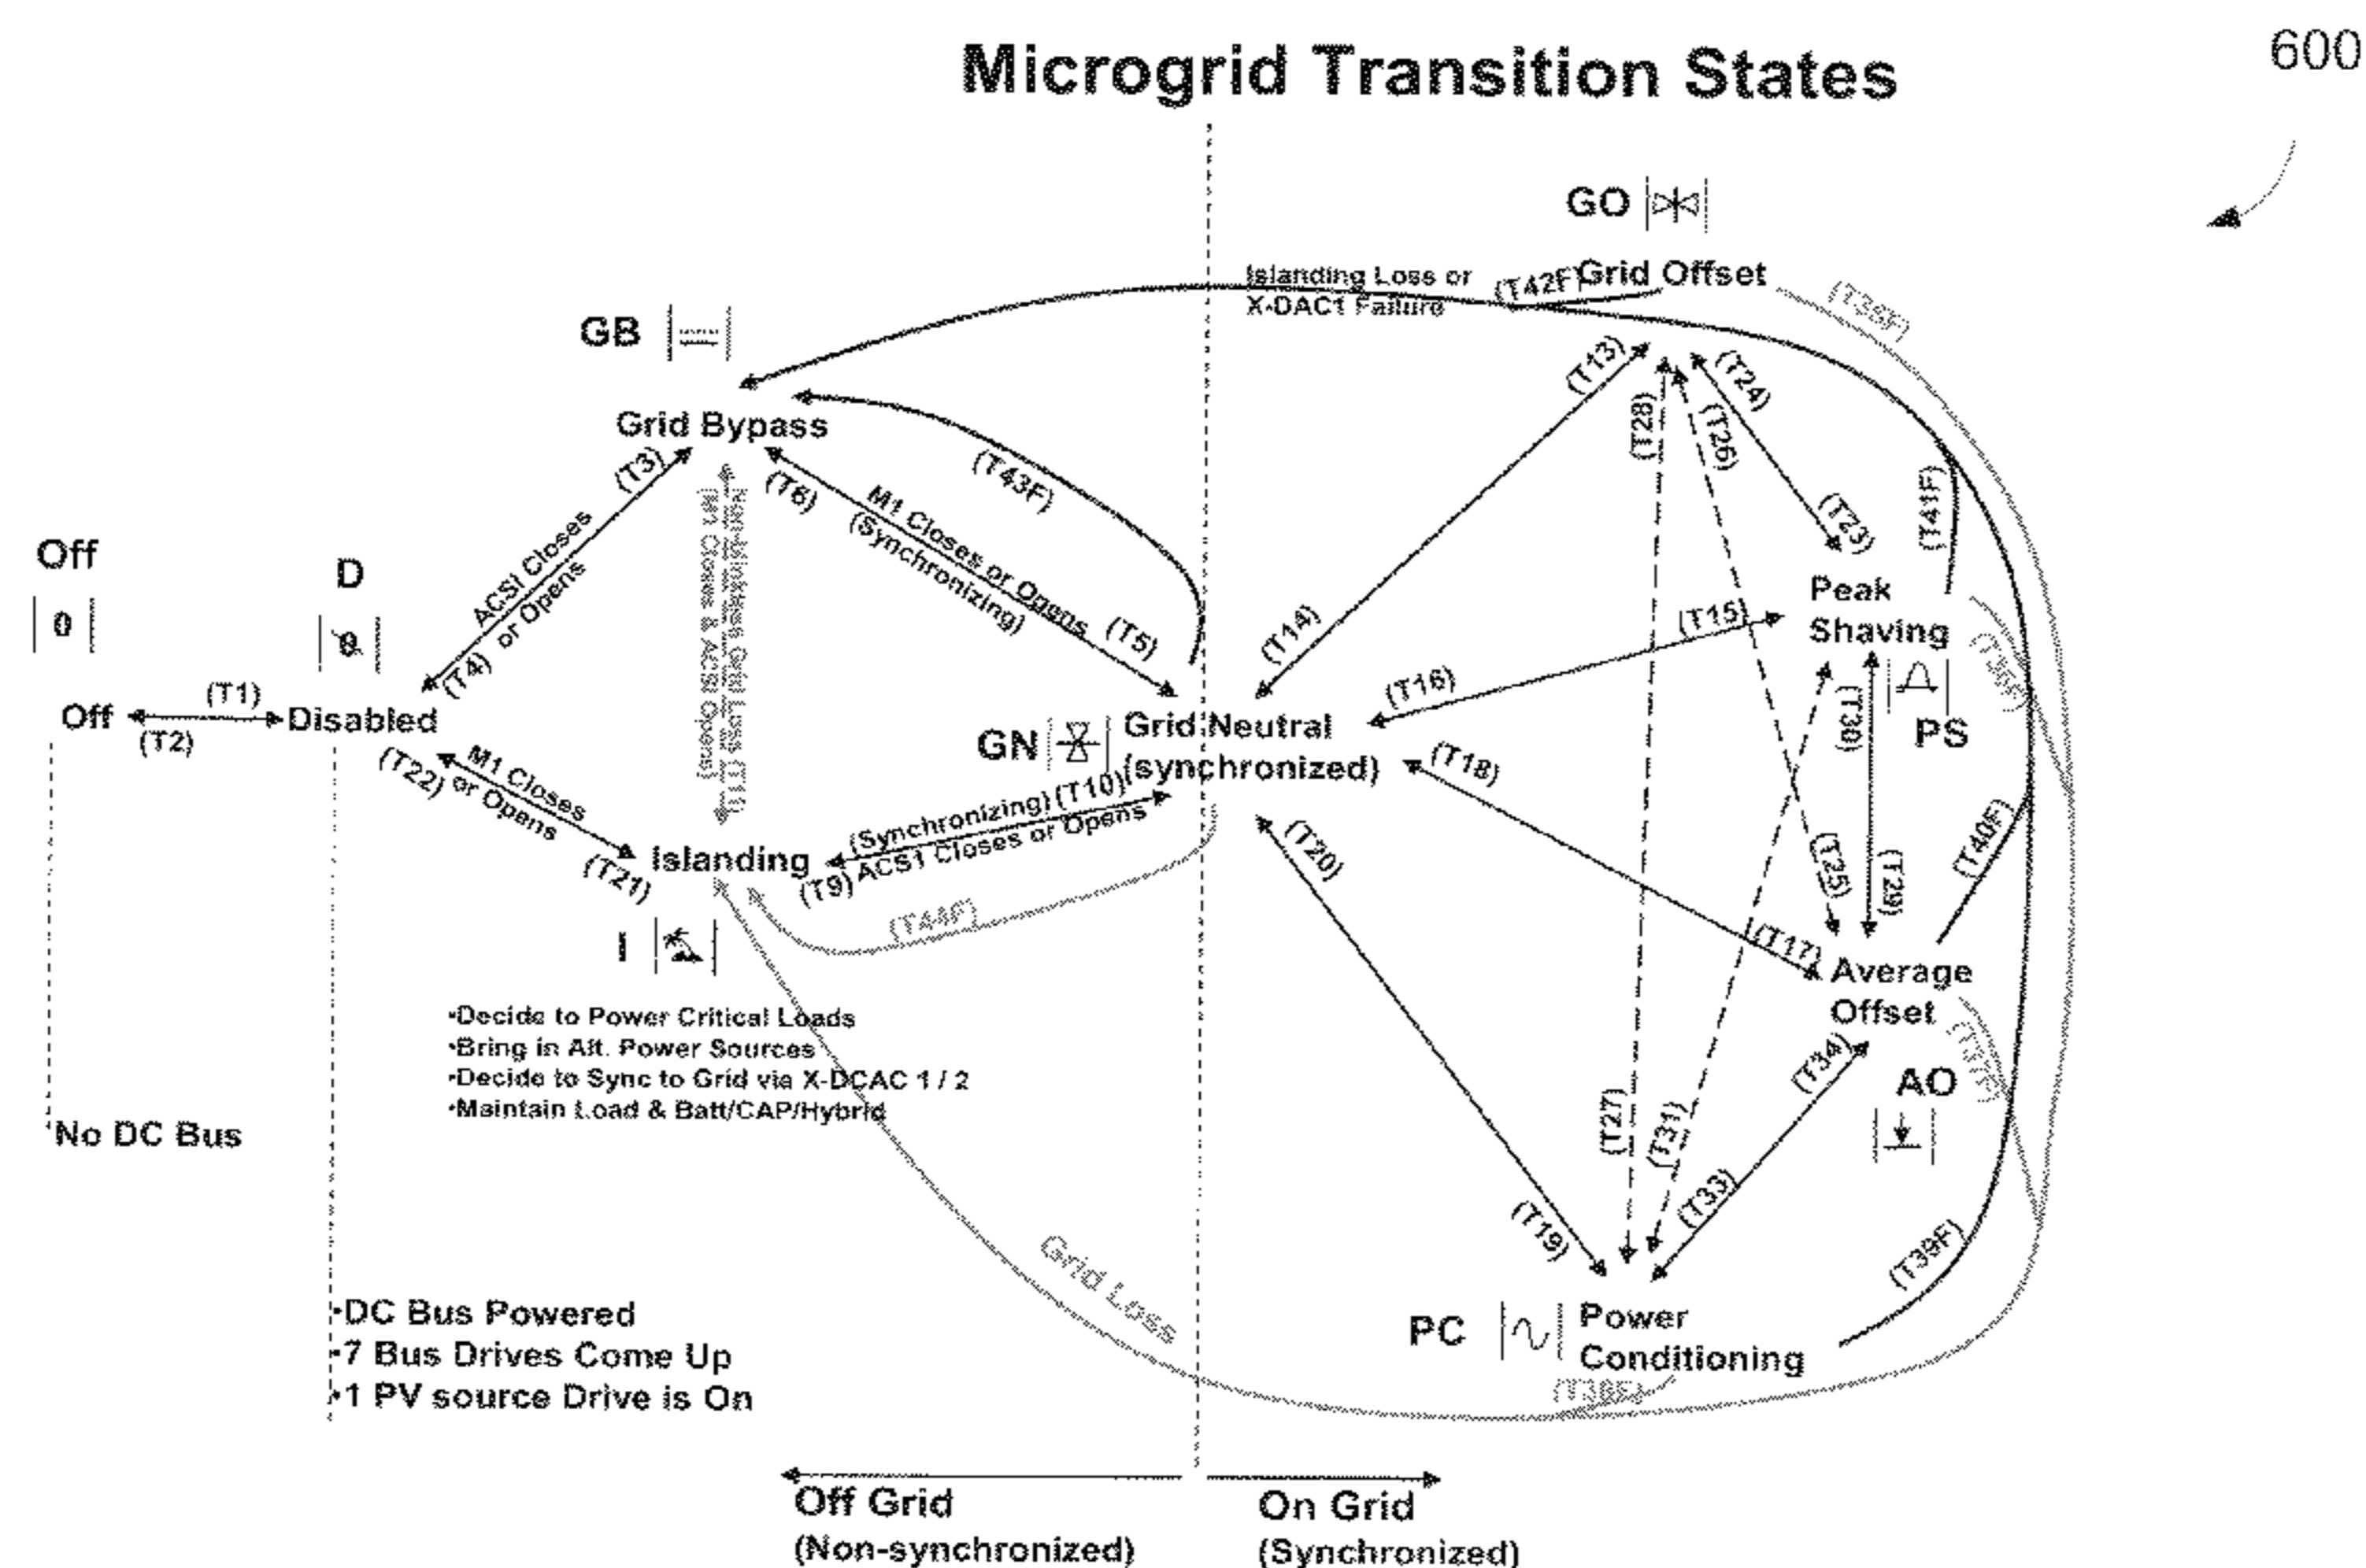 Microgrid Transition States
600
GO
Grid Offset
Islanding Loss or
X-DAC1 Failure
(T42F)
GB
Grid Bypass
(T3)
ACSI Closes
or Opens
(T4)
(T6)
M1 Closes or Opens
(Synchronizing)
(T5)
(T43F)
(T13)
(T14)
(T28)
(T26)
(T24)
(T23)
(T41F)
Off
0
D
Off
(T1)
(T2)
Disabled
(T22)
M1 Closes
or Opens
(T21)
(M1 Closes & ACSI Opens)
GN
Grid Neutral
(synchronized)
(Synchronizing) (T10)
ACS1 Closes or Opens
(T9)
Islanding
(T44F)
I
Peak
Shaving
PS
(T15)
(T16)
(T18)
(T17)
(T30)
(T29)
(T25)
(T40F)
Average
Offset
AO
(T20)
(T19)
(T27)
(T31)
(T34)
(T33)
(T39F)
•Decide to Power Critical Loads
•Bring in Alt. Power Sources
•Decide to Sync to Grid via X-DCAC 1 / 2
•Maintain Load & Batt/CAP/Hybrid
No DC Bus
Grid Loss
PC
Power
Conditioning
•DC Bus Powered
•7 Bus Drives Come Up
•1 PV source Drive is On
Off Grid
(Non-synchronized)
On Grid
(Synchronized)